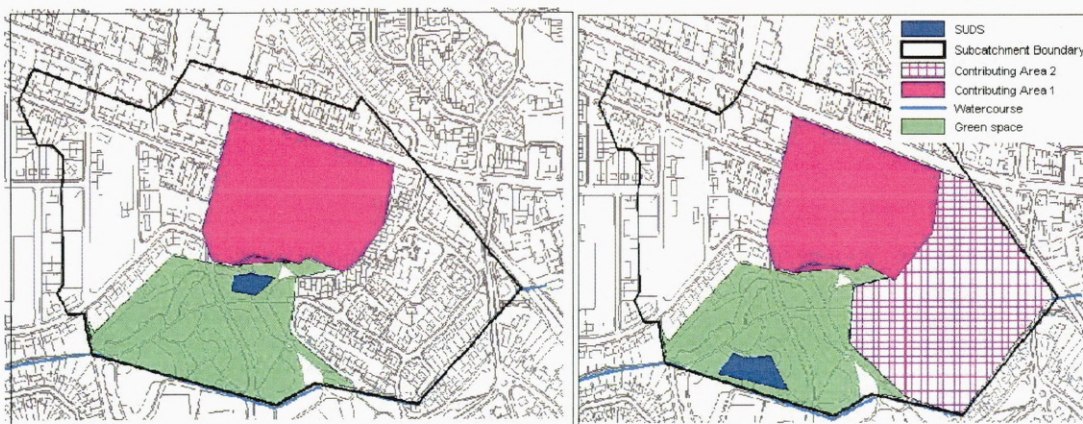 SUDS
Subcatchment Boundary
Contributing Area 2
Contributing Area 1
Watercourse
Green space